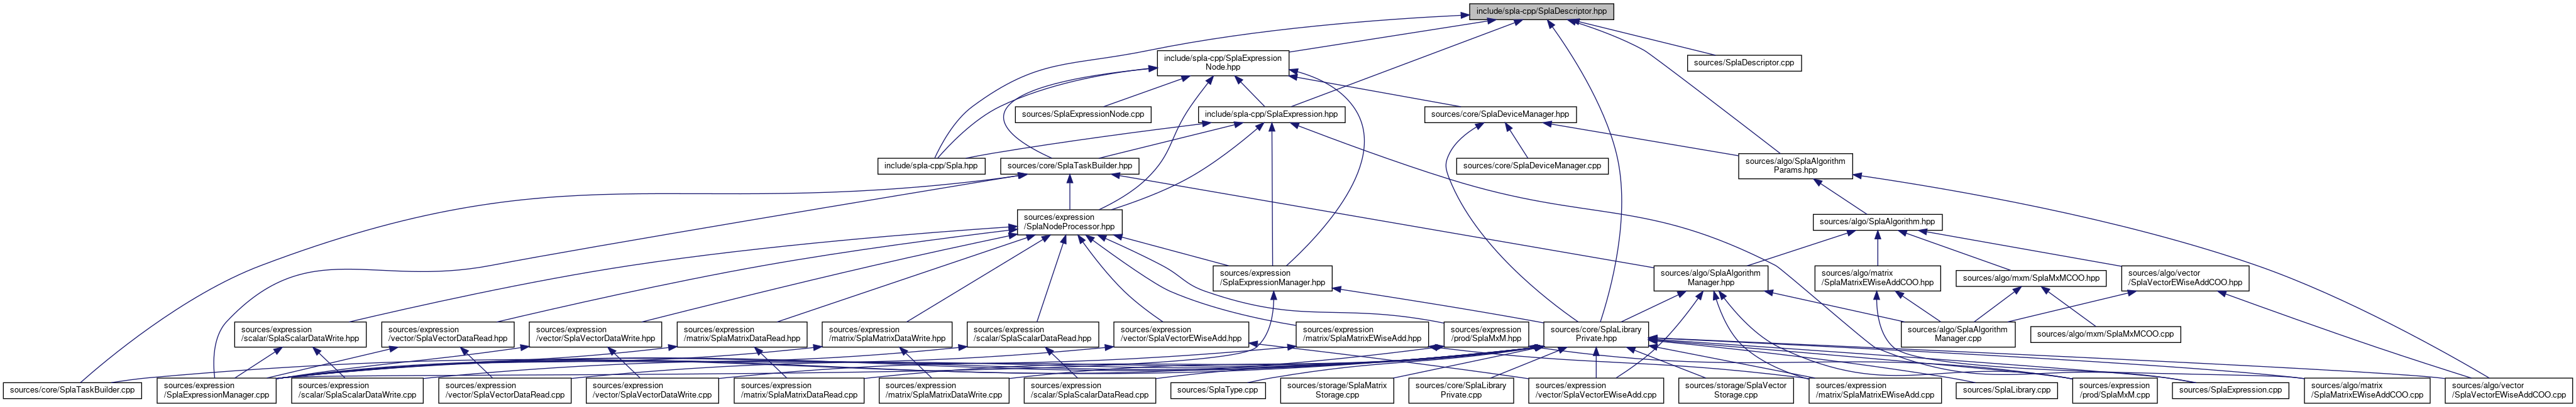 include/spla-cpp/SplaDescriptor.hpp
include/spla-cpp/SplaExpression
Node.hpp
sources/SplaDescriptor.cpp
sources/SplaExpressionNode.cpp
include/spla-cpp/SplaExpression.hpp
sources/core/SplaDeviceManager.hpp
include/spla-cpp/Spla.hpp
sources/core/SplaTaskBuilder.hpp
sources/core/SplaDeviceManager.cpp
sources/algo/SplaAlgorithm
Params.hpp
sources/expression
/SplaNodeProcessor.hpp
sources/algo/SplaAlgorithm.hpp
sources/expression
/SplaExpressionManager.hpp
sources/algo/SplaAlgorithm
Manager.hpp
sources/algo/matrix
/SplaMatrixEWiseAddCOO.hpp
sources/algo/mxm/SplaMxMCOO.hpp
sources/algo/vector
/SplaVectorEWiseAddCOO.hpp
sources/expression
/scalar/SplaScalarDataWrite.hpp
sources/expression
/vector/SplaVectorDataRead.hpp
sources/expression
/vector/SplaVectorDataWrite.hpp
sources/expression
/matrix/SplaMatrixDataRead.hpp
sources/expression
/matrix/SplaMatrixDataWrite.hpp
sources/expression
/scalar/SplaScalarDataRead.hpp
sources/expression
/vector/SplaVectorEWiseAdd.hpp
sources/expression
/matrix/SplaMatrixEWiseAdd.hpp
sources/expression
/prod/SplaMxM.hpp
sources/core/SplaLibrary
Private.hpp
sources/algo/SplaAlgorithm
Manager.cpp
sources/algo/mxm/SplaMxMCOO.cpp
sources/core/SplaTaskBuilder.cpp
sources/expression
/SplaExpressionManager.cpp
sources/expression
/scalar/SplaScalarDataWrite.cpp
sources/expression
/vector/SplaVectorDataRead.cpp
sources/expression
/vector/SplaVectorDataWrite.cpp
sources/expression
/matrix/SplaMatrixDataRead.cpp
sources/expression
/matrix/SplaMatrixDataWrite.cpp
sources/expression
/scalar/SplaScalarDataRead.cpp
sources/SplaType.cpp
sources/storage/SplaMatrix
Storage.cpp
sources/core/SplaLibrary
Private.cpp
sources/expression
/vector/SplaVectorEWiseAdd.cpp
sources/storage/SplaVector
Storage.cpp
sources/expression
/matrix/SplaMatrixEWiseAdd.cpp
sources/SplaLibrary.cpp
sources/expression
/prod/SplaMxM.cpp
sources/SplaExpression.cpp
sources/algo/matrix
/SplaMatrixEWiseAddCOO.cpp
sources/algo/vector
/SplaVectorEWiseAddCOO.cpp